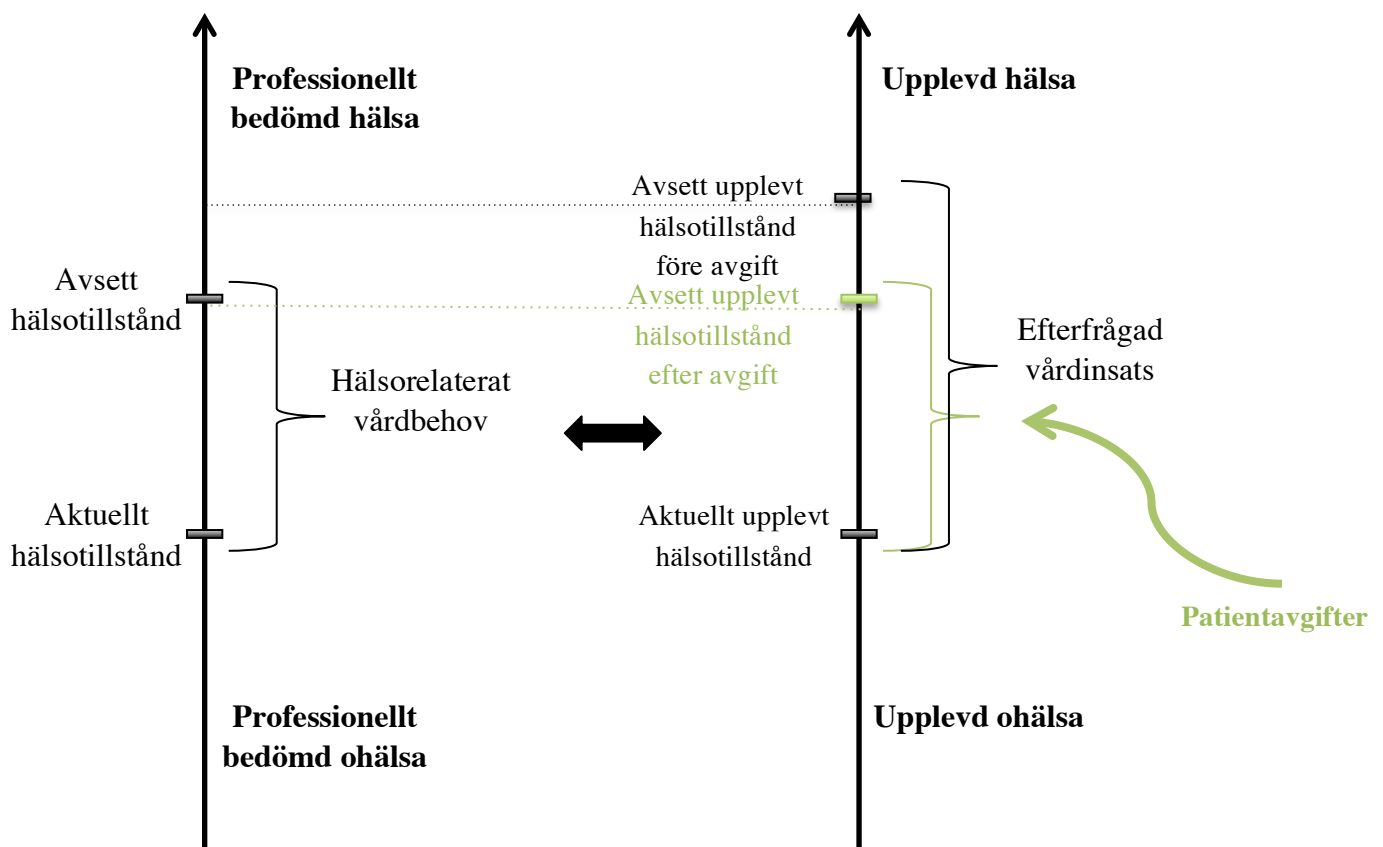 Professionellt
bedömd hälsa
Upplevd hälsa
Avsett upplevt
hälsotillstånd
före avgift
Avsett
hälsotillstånd
Avsett upplevt
hälsotillstånd
efter avgift
Efterfrågad
vårdinsats
Hälsorelaterat
vårdbehov
Aktuellt
hälsotillstånd
Aktuellt upplevt
hälsotillstånd
Patientavgifter
Professionellt
bedömd ohälsa
Upplevd ohälsa